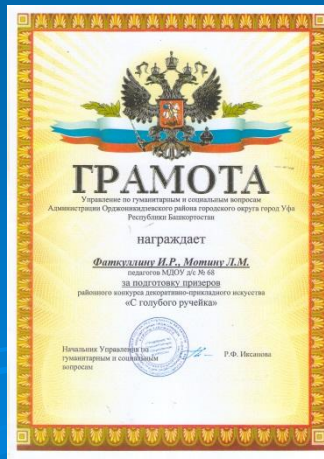 ГРАМОТА
Управление по гуманитарным и социальным вопросам
Администрации Орджоникидзевского района городского округа город Уфа
Республики Башкортостан
награждает
Фаткуллину И.Р., Мотину Л.М.
педагогов МДОУ д/с № 68
за подготовку призеров
районного конкурса декоративно-прикладного искусства
«С голубого ручейка»
Начальник Управления по
гуманитарным и социальным
вопросам
Р.Ф. Иксанова